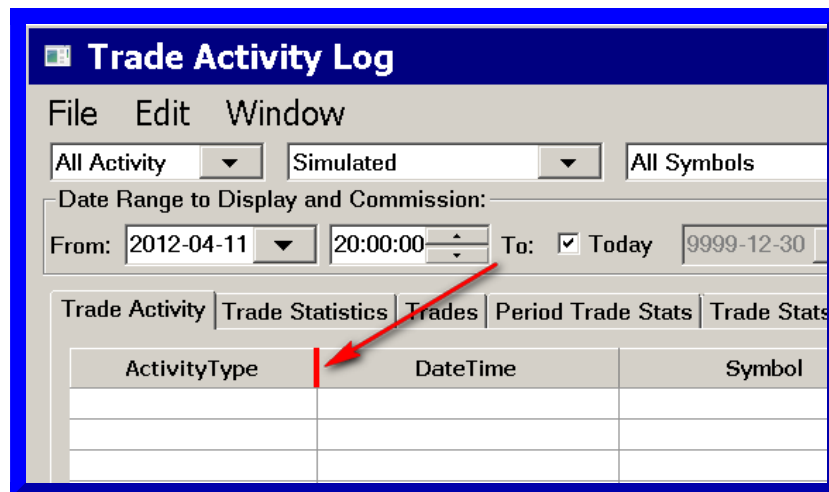 Trade Activity Log
File Edit Window
All Activity Simulated All Symbols
Date Range to Display and Commission:
From: 2012-04-11 20:00:00 To: Today 9999-12-30
Trade Activity Trade Statistics Trades Period Trade Stats Trade Stats
ActivityType DateTime Symbol